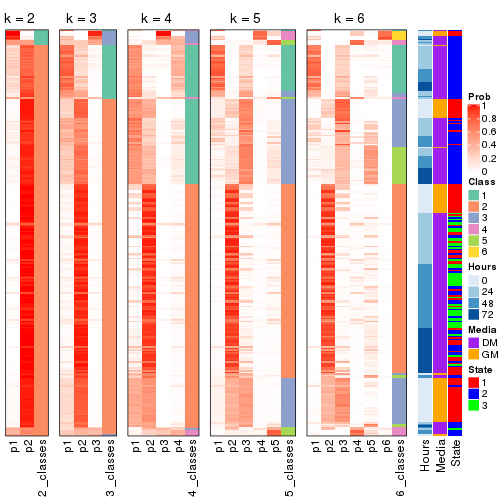 k = 2
k = 3
k = 4
k = 5
k = 6
p1
p2
2_classes
p1
p2
p3
3_classes
p1
p2
p3
p4
4_classes
p1
p2
p3
p4
p5
5_classes
p1
p2
p3
p4
p5
p6
6_classes
Hours
Media
State
Prob
1
0.8
0.6
0.4
0.2
0
Class
1
2
3
4
5
6
Hours
0
24
48
72
Media
DM
GM
State
1
2
3